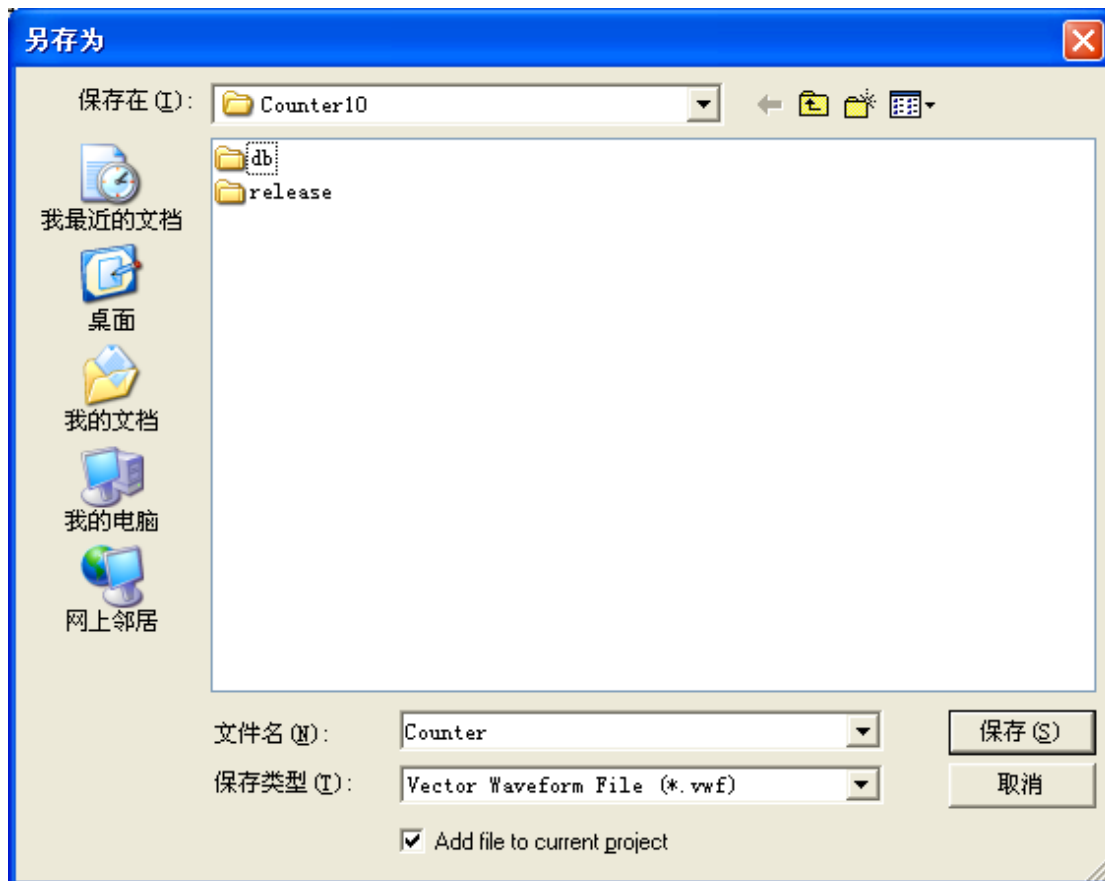 另存为
保存在(I):
Counter10
db
release
我最近的文档
桌面
我的文档
我的电脑
网上邻居
文件名(N):
Counter
保存(S)
保存类型(T):
Vector Waveform File (*.vwf)
取消
Add file to current project